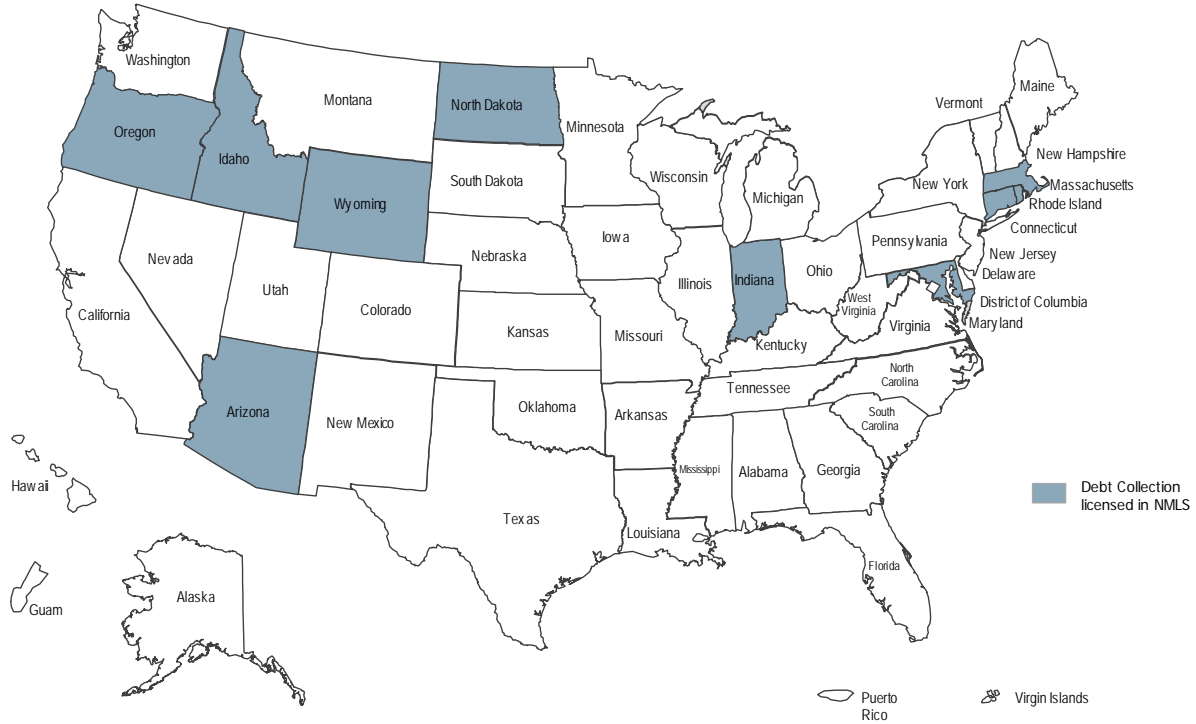 Washington
Montana
North Dakota
Minnesota
Vermont
Maine
Oregon
Idaho
Wyoming
South Dakota
Wisconsin
Michigan
New York
New Hampshire
Massachusetts
Rhode Island
Connecticut
Nevada
Utah
Colorado
Nebraska
Iowa
Illinois
Indiana
Ohio
Pennsylvania
New Jersey
Delaware
District of Columbia
Maryland
California
Kansas
Missouri
Kentucky
West
Virginia
Virginia
Arizona
New Mexico
Oklahoma
Arkansas
Tennessee
North
Carolina
South
Carolina
Hawaii
Texas
Louisiana
Mississippi
Alabama
Georgia
Florida
Debt Collection
licensed in NMLS
Guam
Alaska
Puerto
Rico
Virgin Islands